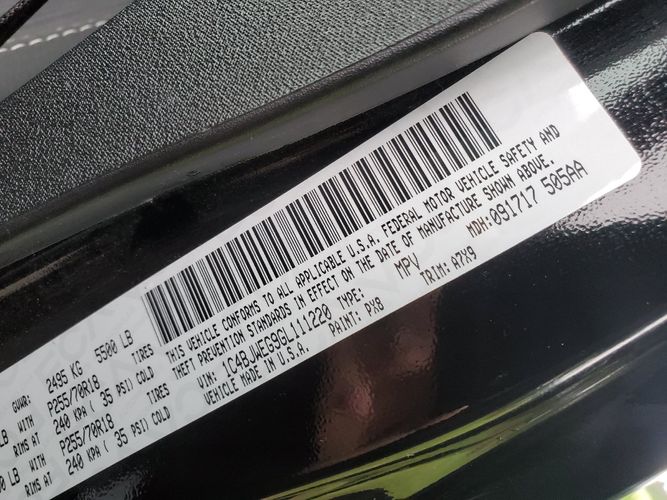 GVWR: 2495 KG 5500 LB
LB WITH P255/70R18 TIRES
RIMS AT 240 KPA ( 35 PSI) COLD
LB WITH P255/70R18 TIRES
RIMS AT 240 KPA ( 35 PSI) COLD
THIS VEHICLE CONFORMS TO ALL APPLICABLE U.S.A. FEDERAL MOTOR VEHICLE SAFETY AND
THEFT PREVENTION STANDARDS IN EFFECT ON THE DATE OF MANUFACTURE SHOWN ABOVE.
VIN: 1C4BJWEG9GL111220 TYPE: MPV MDH: 091717 505AA
VEHICLE MADE IN U.S.A. PAINT: PX8 TRIM: A7X9